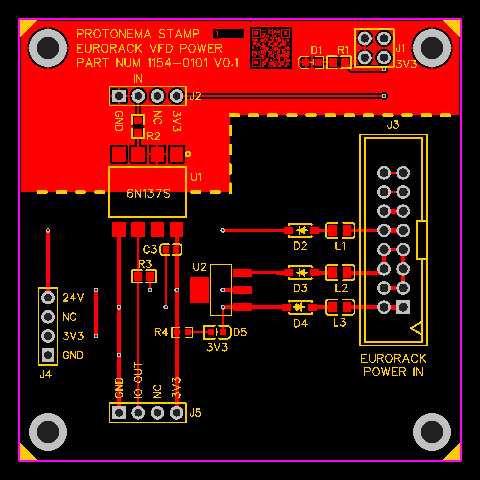 PROTONEMA STAMP
EURORACK VFD POWER
PART NUM 1154-0101 V0.1
D1
R1
J1
3V3
IN
J2
GND
NC
3V3
R2
J3
U1
6N137S
C3
R3
U2
D2
L1
D3
L2
D4
L3
24V
NC
3V3
GND
J4
R4
D5
3V3
EURORACK
POWER IN
GND
IO OUT
NC
3V3
J5